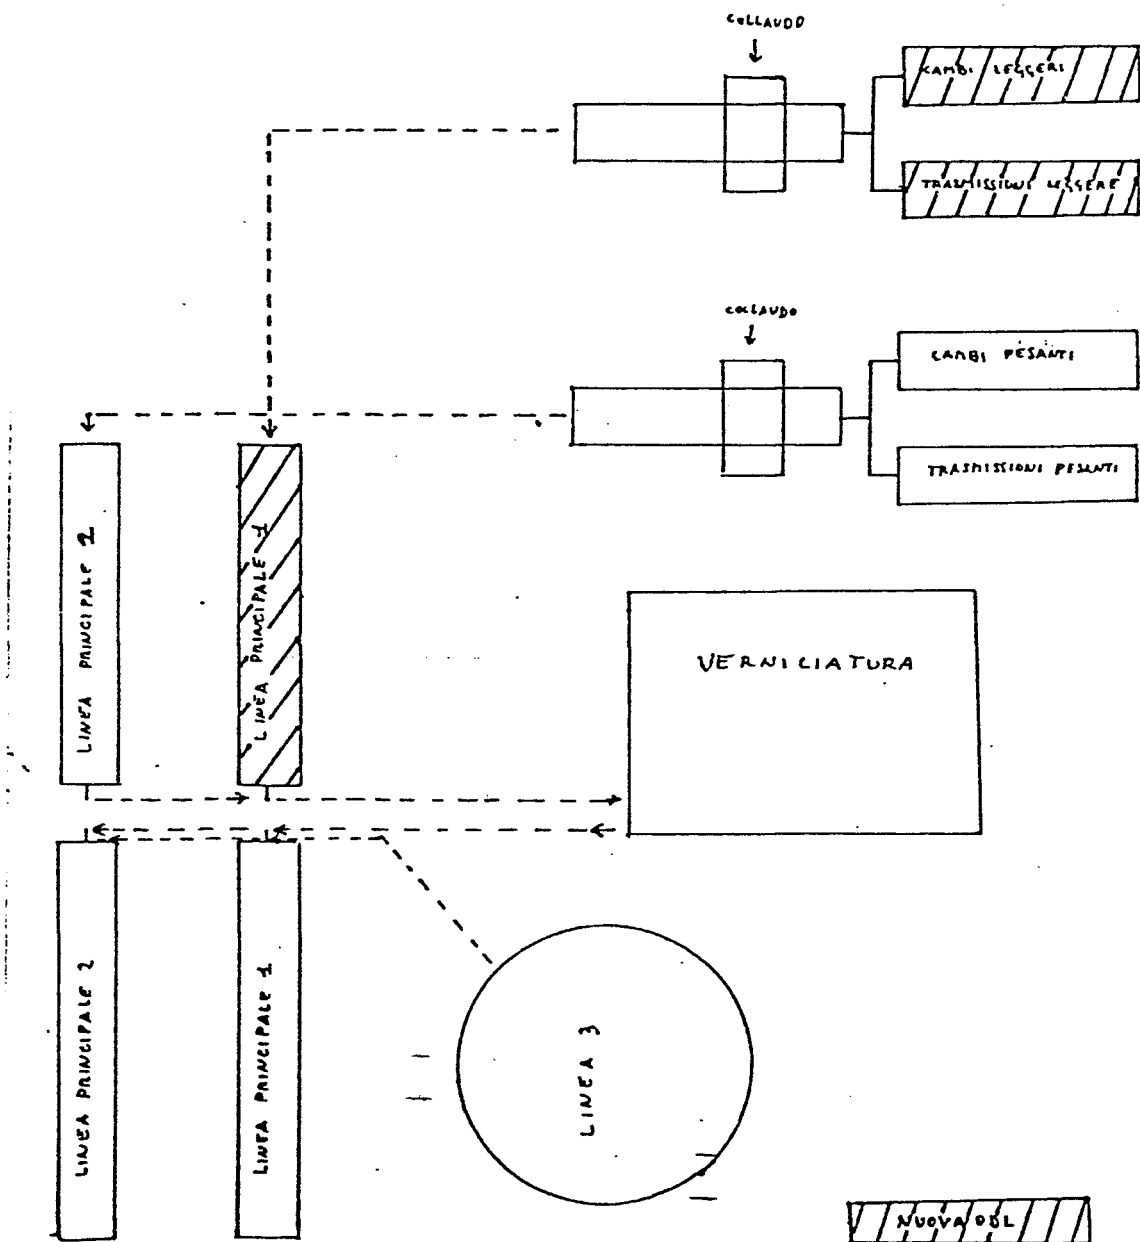 COLLAUDO
CAMBI LEGGERI
TRASMISSIONI LEGGERE
COLLAUDO
CAMBI PESANTI
TRASMISSIONI PESANTI
LINEA PRINCIPALE 2
LINEA PRINCIPALE 1
VERNICIATURA
LINEA PRINCIPALE 2
LINEA PRINCIPALE 1
LINEA 3
NUOVA ODL